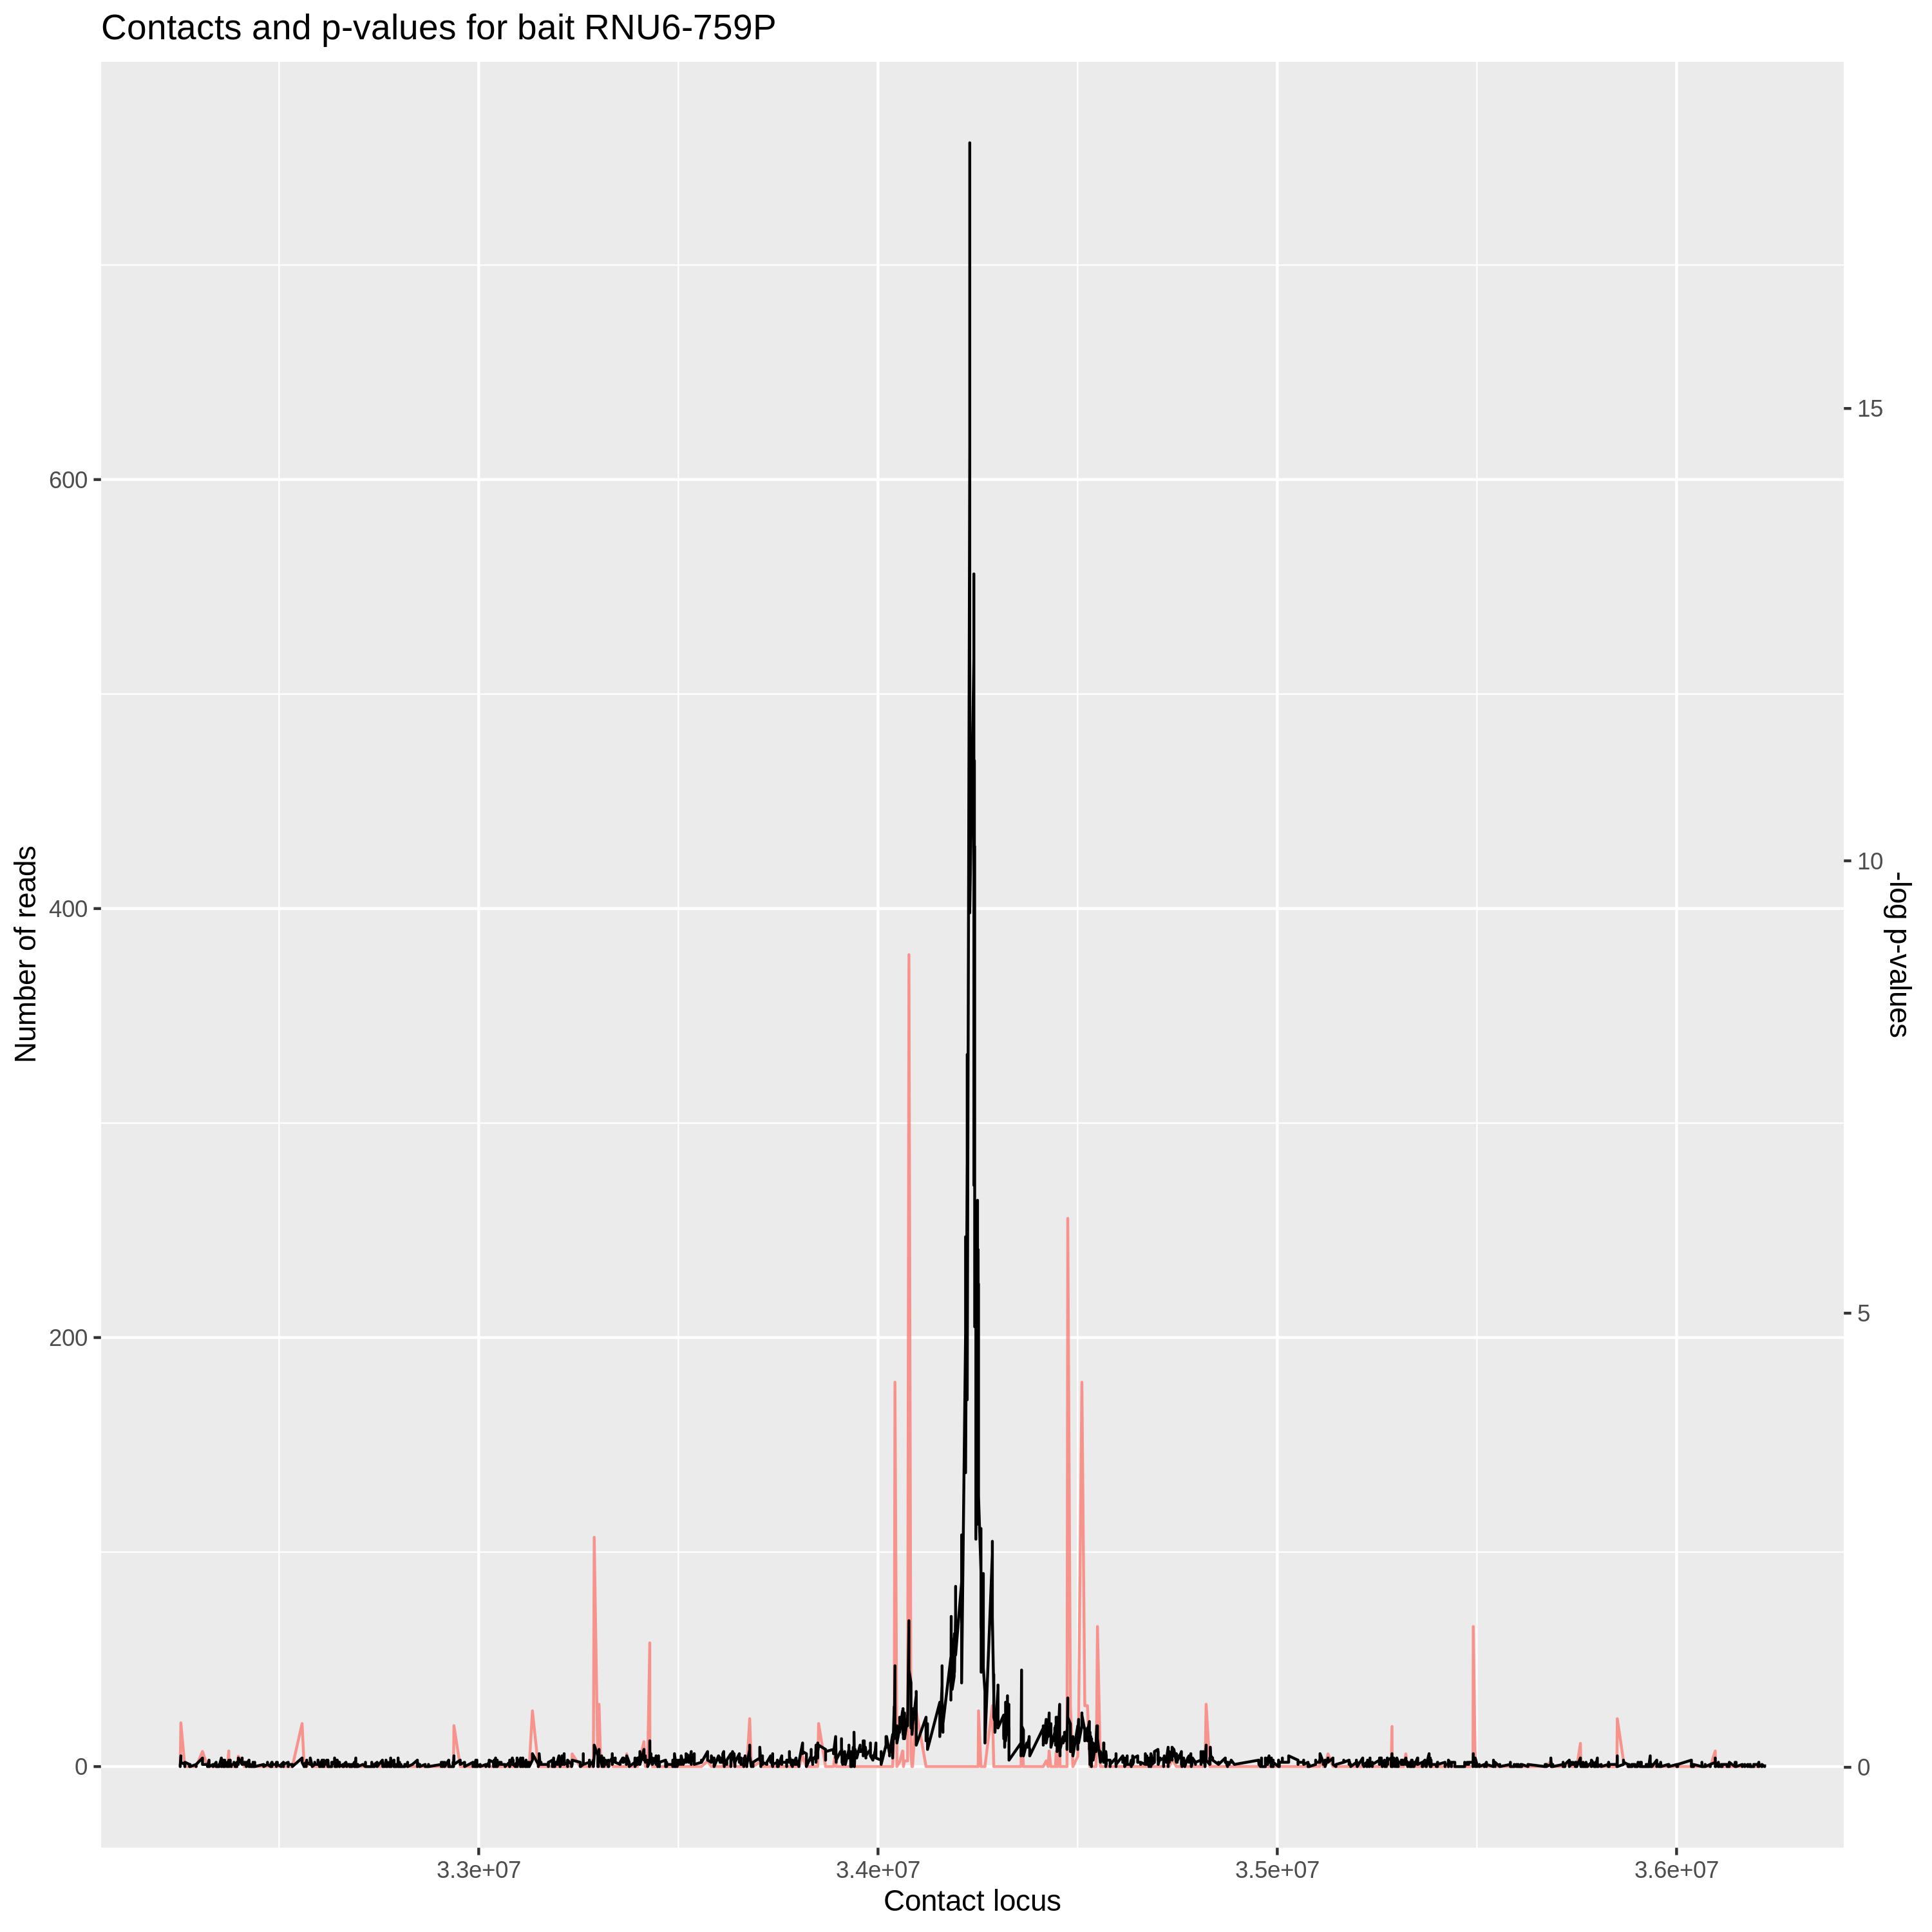 Contacts and p-values for bait RNU6-759P
Number of reads
600
400
200
0
15
10
5
0
-log p-values
3.3e+07
3.4e+07
3.5e+07
3.6e+07
Contact locus